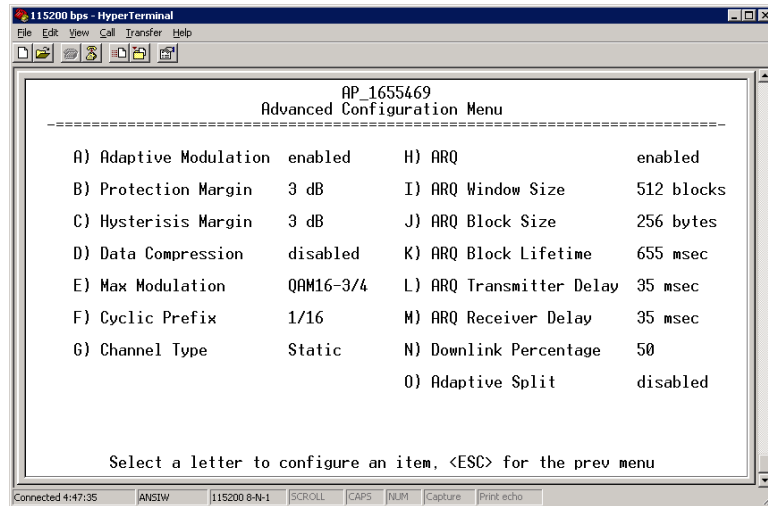 115200 bps - HyperTerminal
File Edit View Call Transfer Help
AP_1655469
Advanced Configuration Menu
-==========================================================================-
A) Adaptive Modulation enabled H) ARQ enabled
B) Protection Margin 3 dB I) ARQ Window Size 512 blocks
C) Hysterisis Margin 3 dB J) ARQ Block Size 256 bytes
D) Data Compression disabled K) ARQ Block Lifetime 655 msec
E) Max Modulation QAM16-3/4 L) ARQ Transmitter Delay 35 msec
F) Cyclic Prefix 1/16 M) ARQ Receiver Delay 35 msec
G) Channel Type Static N) Downlink Percentage 50
O) Adaptive Split disabled
Select a letter to configure an item, <ESC> for the prev menu
Connected 4:47:35 ANSIW 115200 8-N-1 SCROLL CAPS NUM Capture Print echo